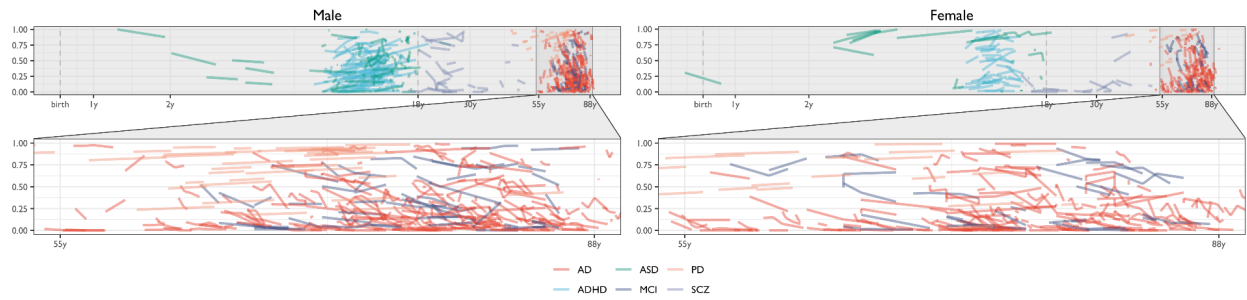 Male Female
1.00 1.00
0.75 0.75
0.50 0.50
0.25 0.25
0.00 0.00
birth 1y 2y 18y 30y 55y 88y birth 1y 2y 18y 30y 55y 88y
1.00 1.00
0.75 0.75
0.50 0.50
0.25 0.25
0.00 0.00
55y 88y 55y 88y
AD ASD PD
ADHD MCI SCZ